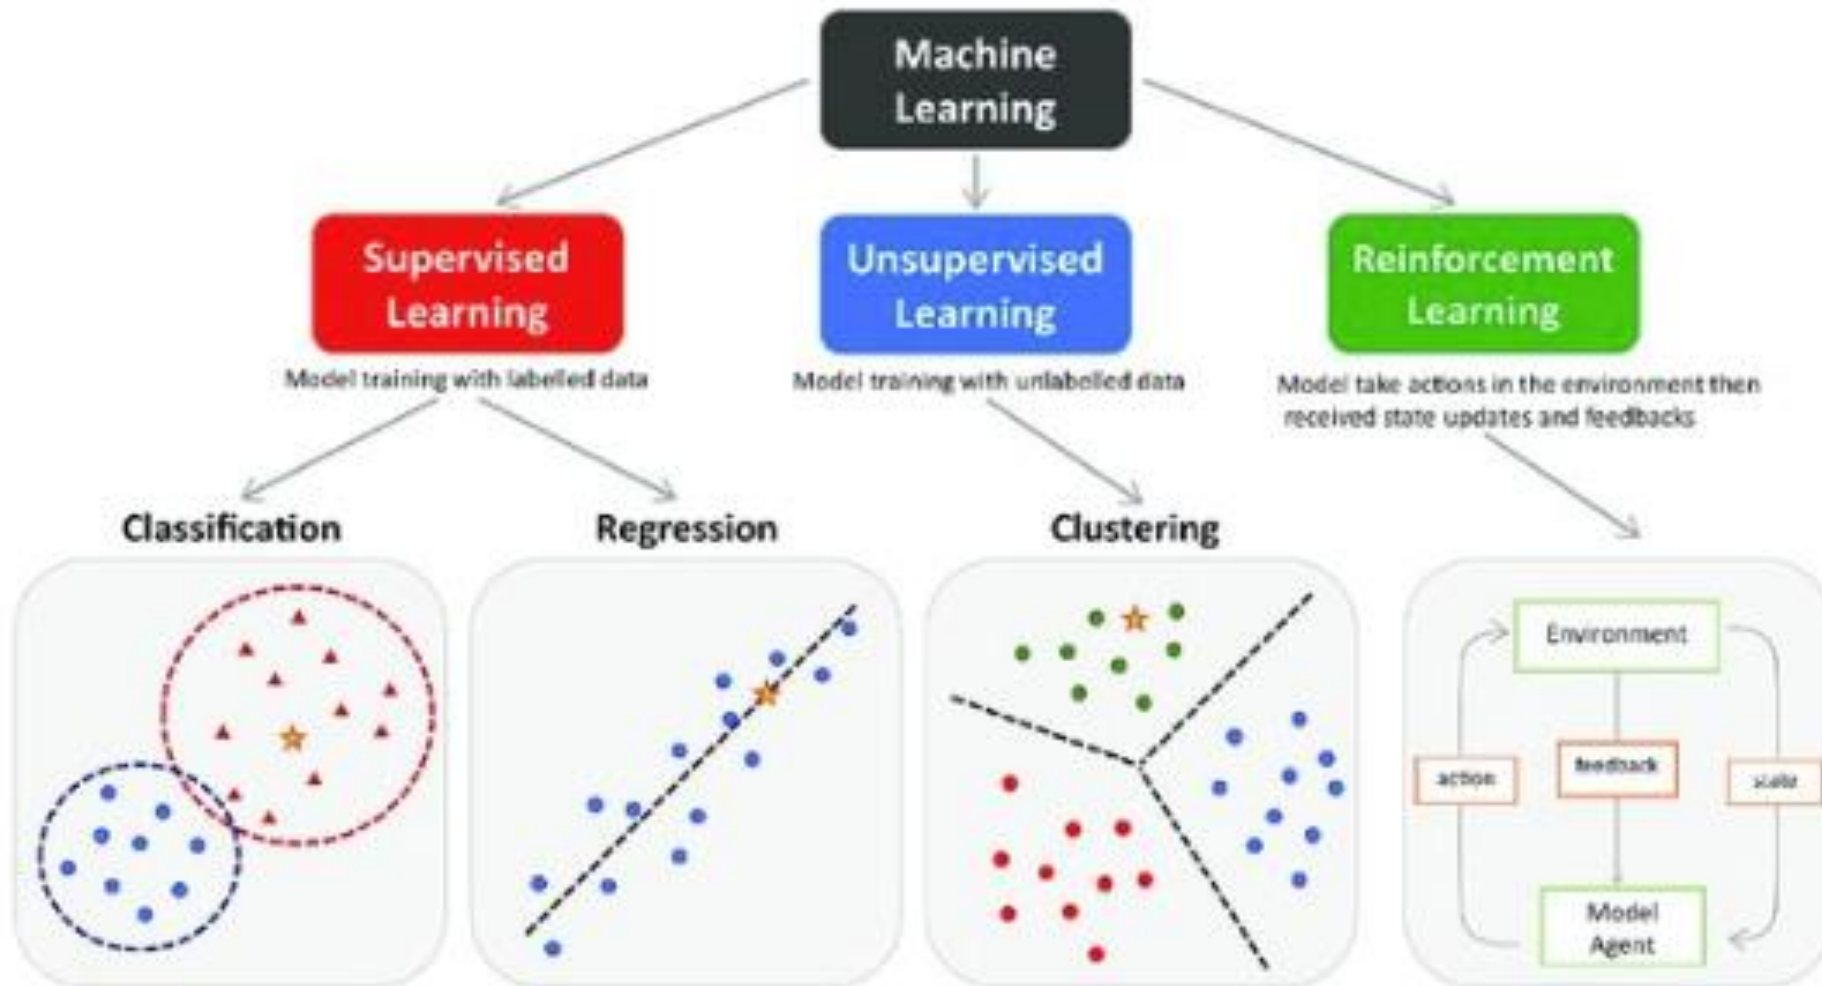 Machine
Learning
Supervised
Learning
Unsupervised
Learning
Reinforcement
Learning
Model training with labelled data
Model training with unlabelled data
Model take actions in the environment then
received state updates and feedbacks
Classification
Regression
Clustering
Environment
action
feedback
state
Model
Agent